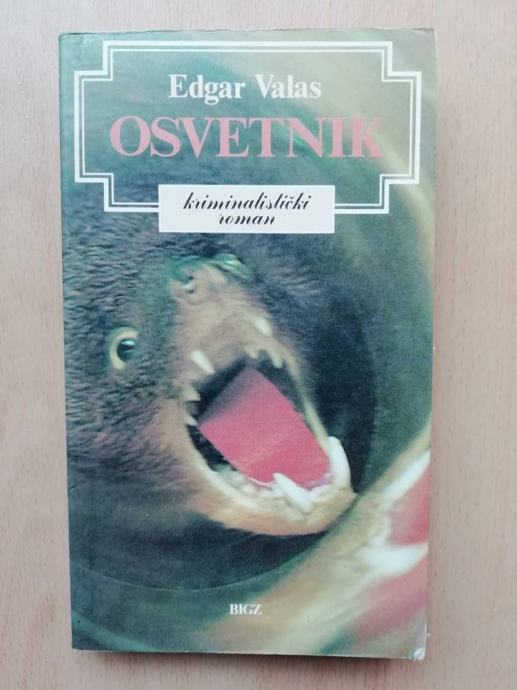 Edgar Valas
OSVETNIK
kriminalistički
roman
BIGZ